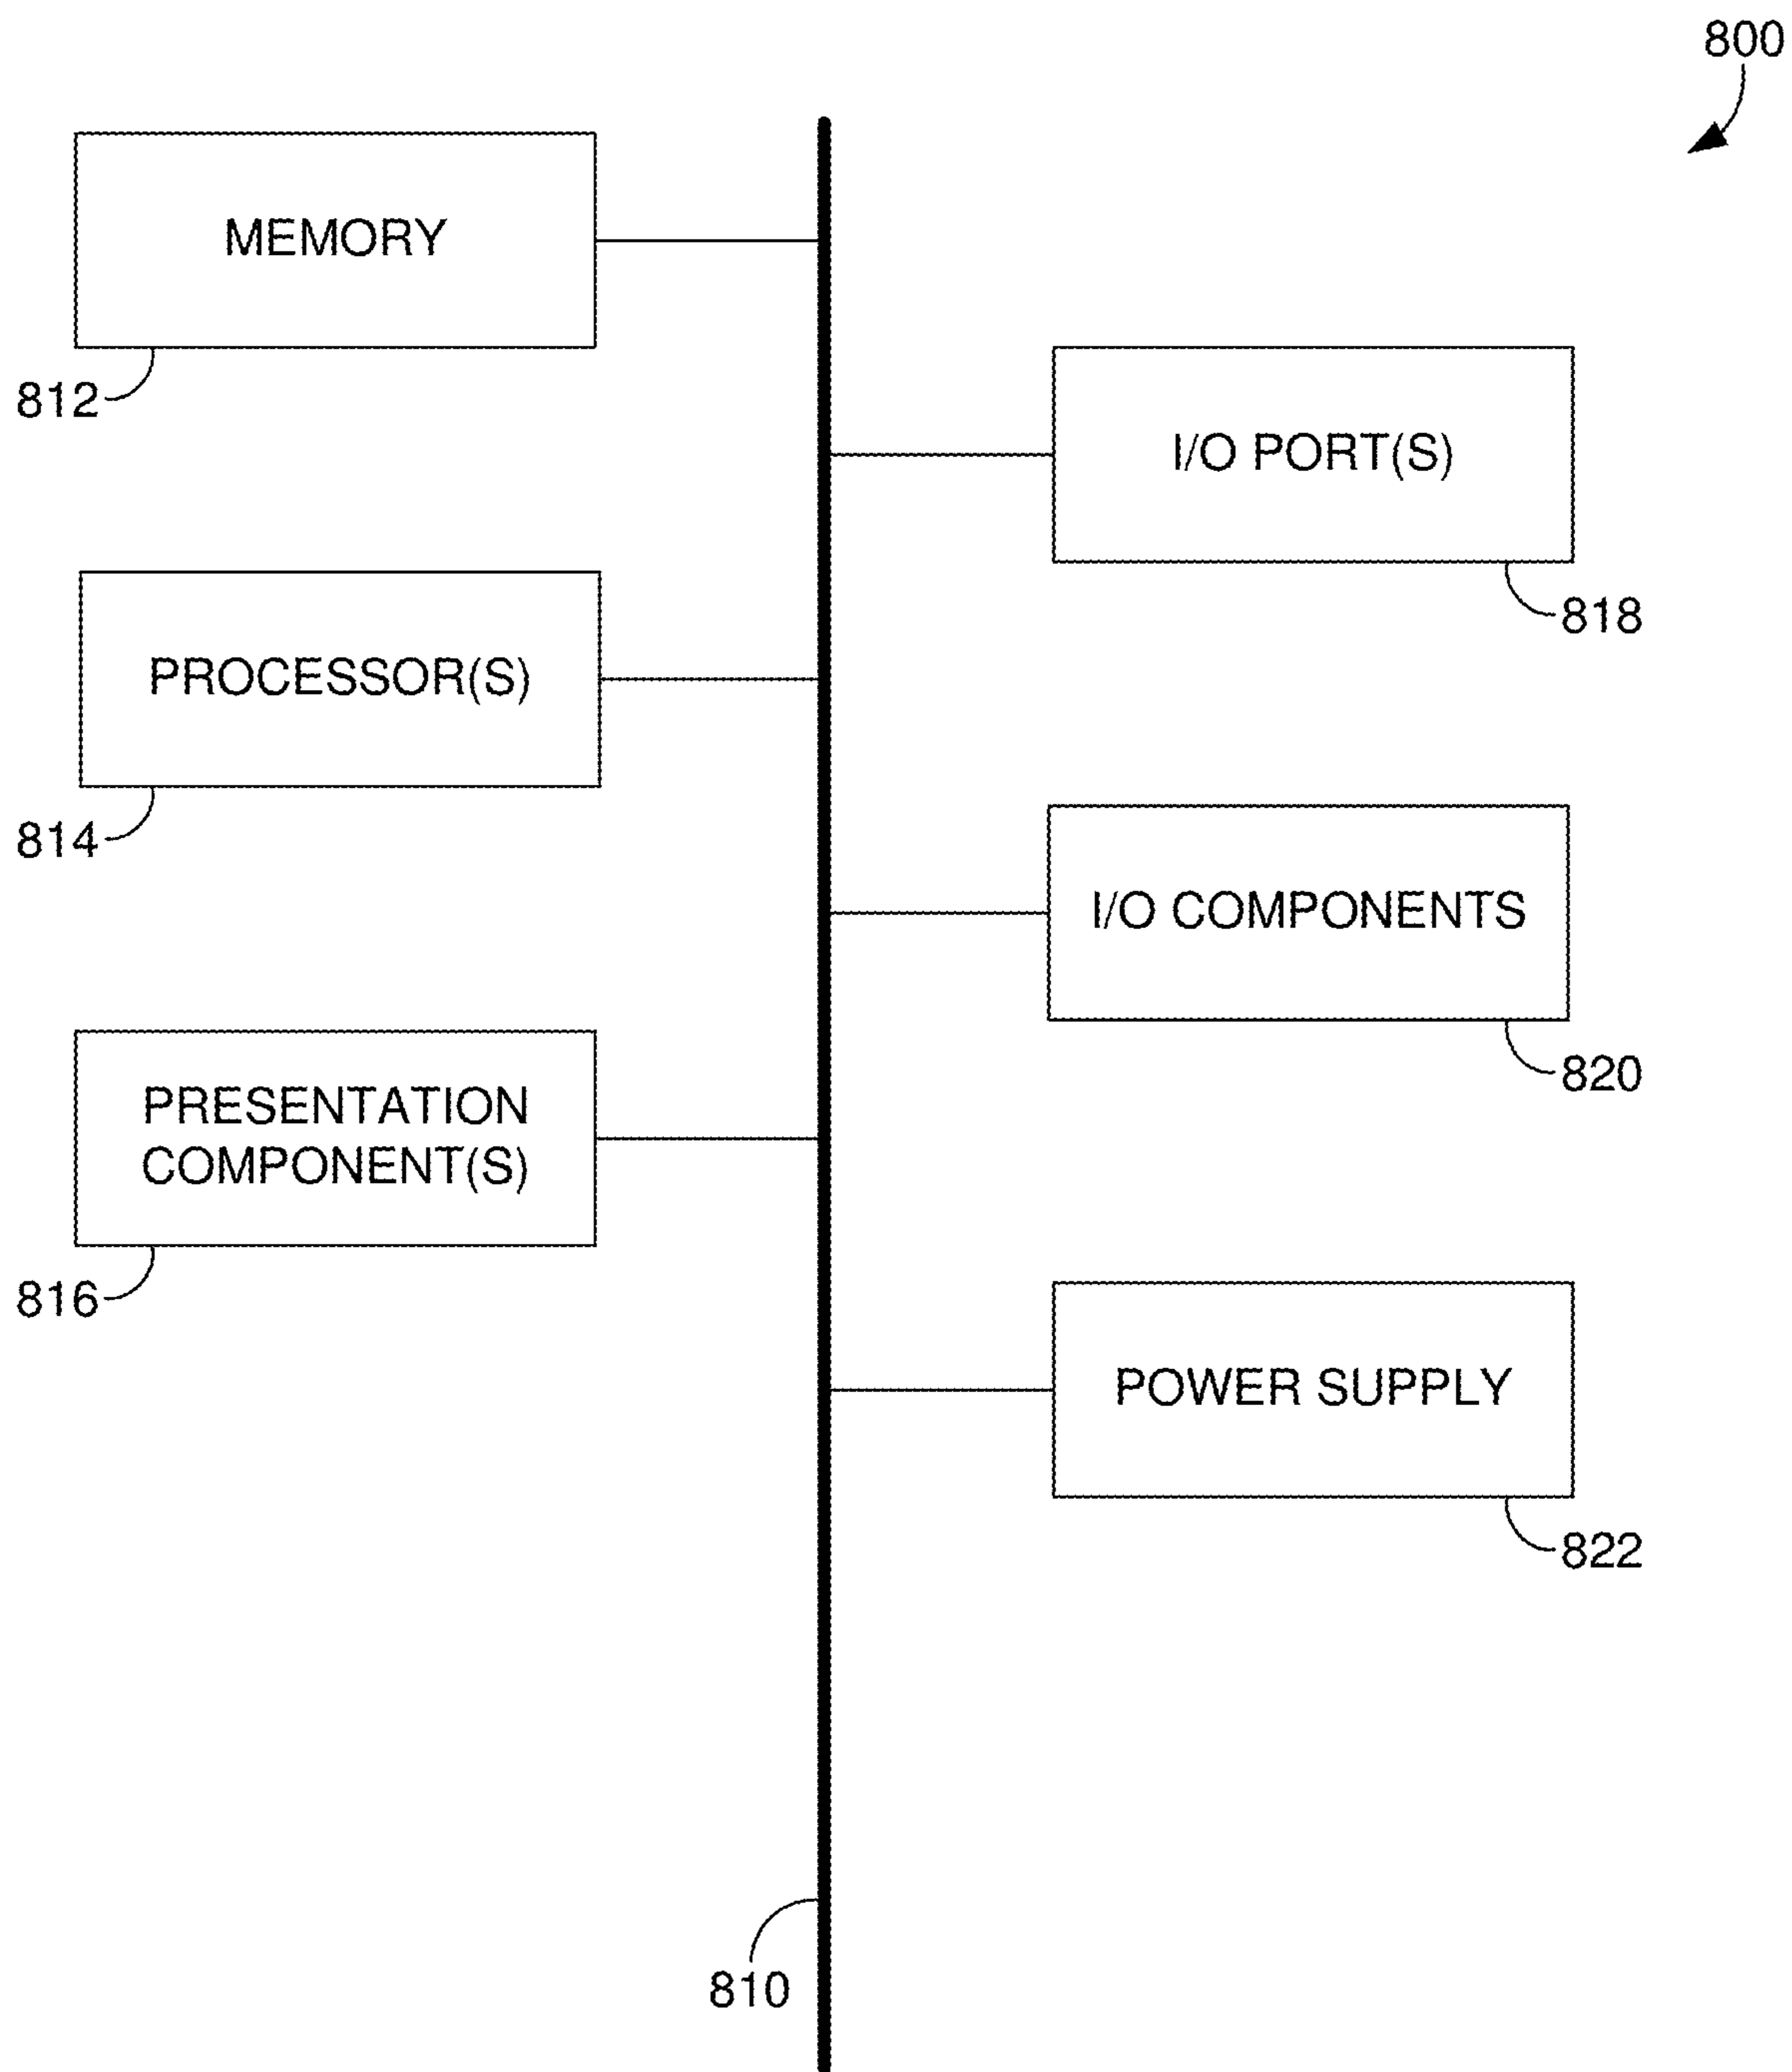 800
MEMORY
812
I/O PORT(S)
818
PROCESSOR(S)
814
I/O COMPONENTS
820
PRESENTATION
COMPONENT(S)
816
POWER SUPPLY
822
810